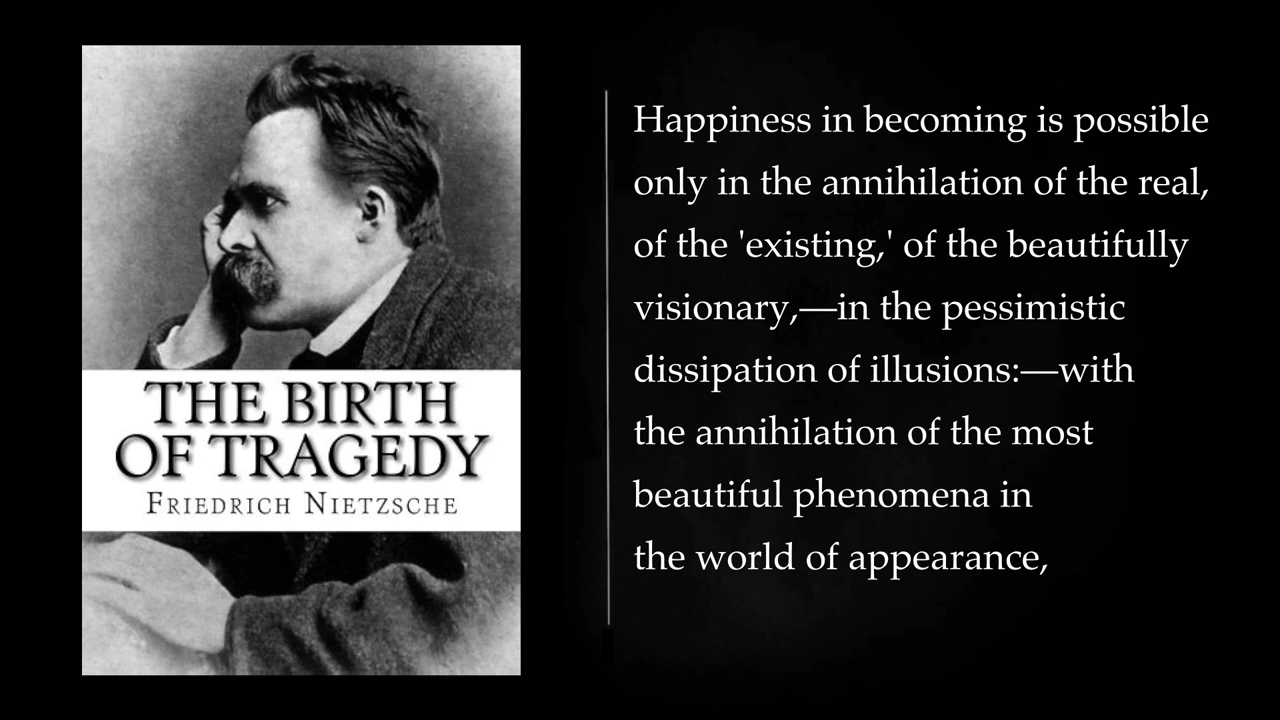 THE BIRTH
OF TRAGEDY
FRIEDRICH NIETZSCHE
Happiness in becoming is possible
only in the annihilation of the real,
of the 'existing,' of the beautifully
visionary,—in the pessimistic
dissipation of illusions:—with
the annihilation of the most
beautiful phenomena in
the world of appearance,